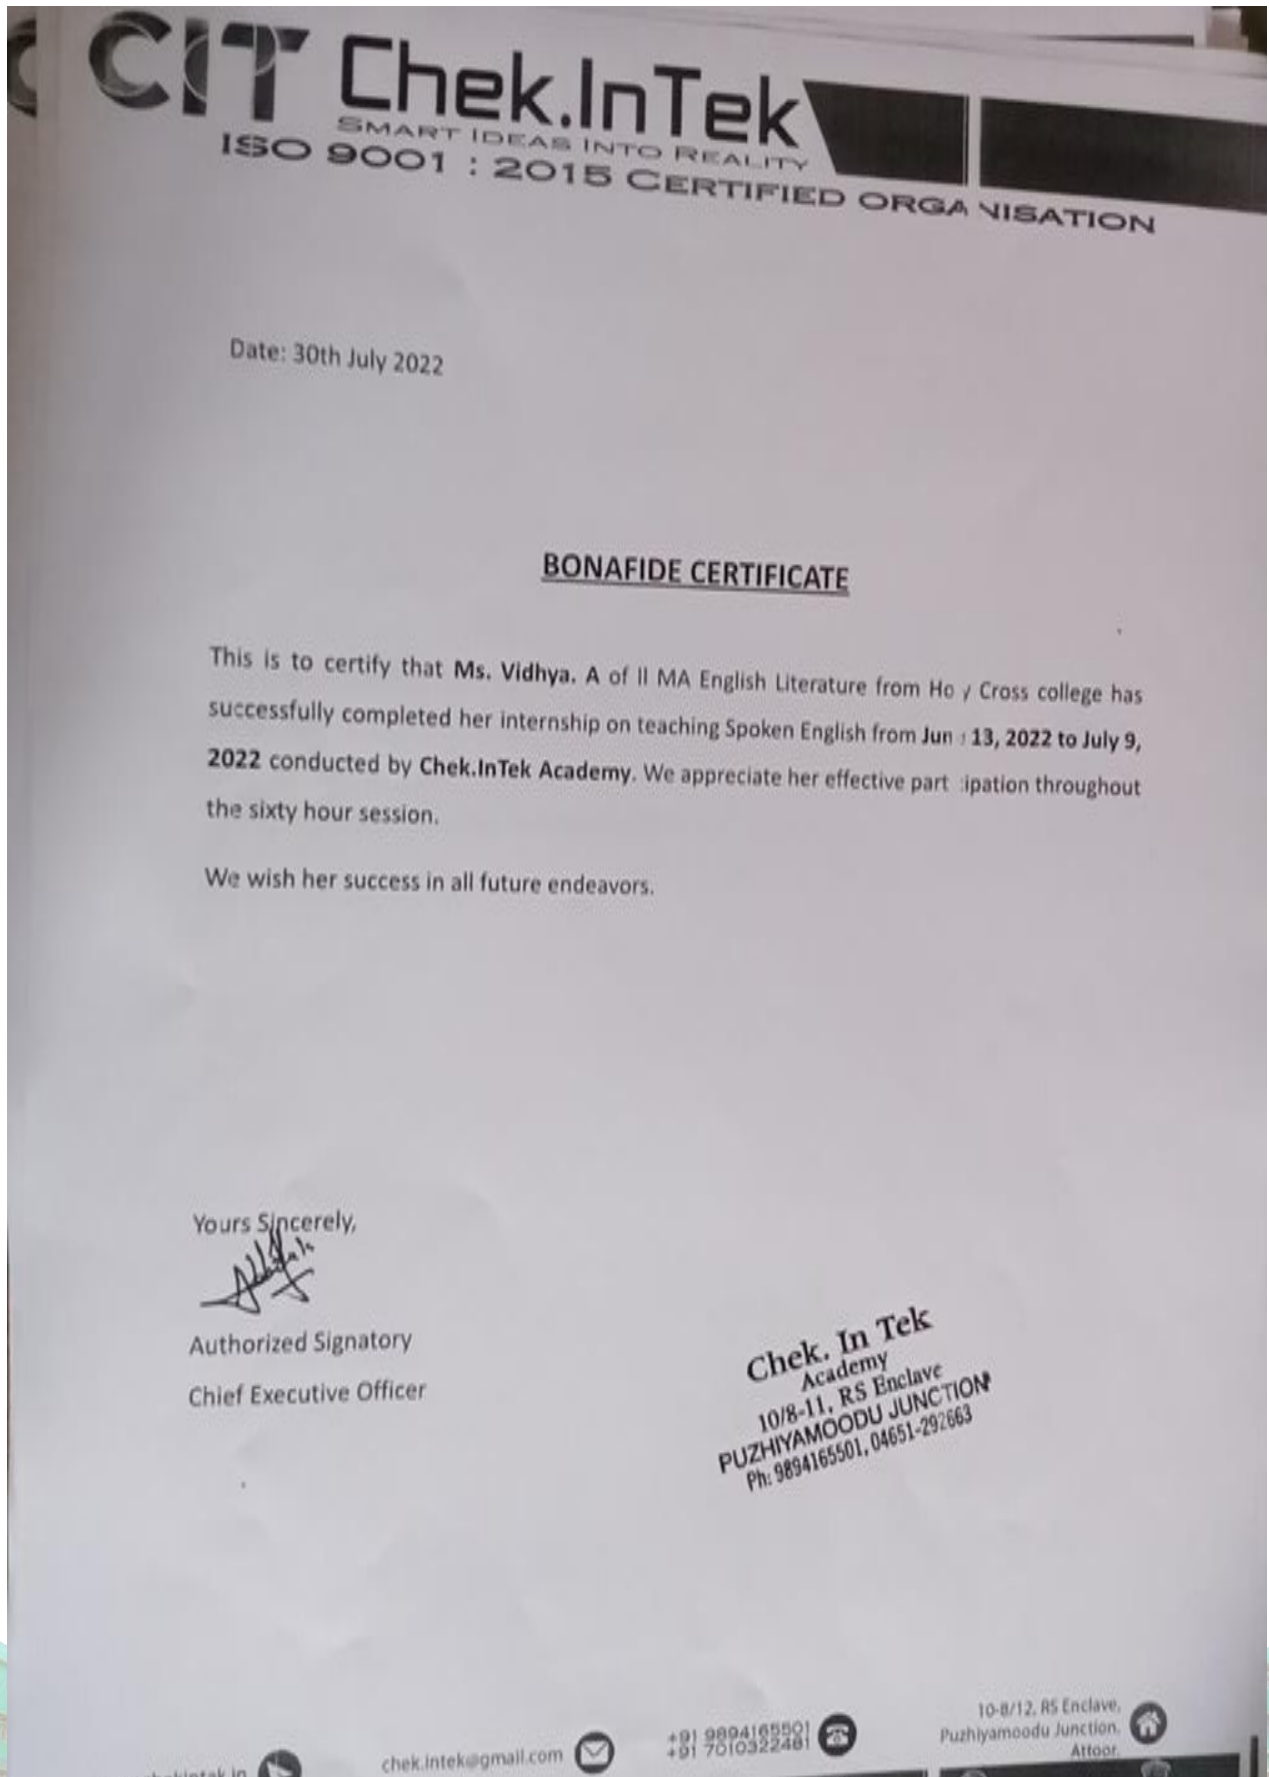 CIT Chek.InTek
SMART IDEAS INTO REALITY
ISO 9001 : 2015 CERTIFIED ORGANISATION
Date: 30th July 2022
BONAFIDE CERTIFICATE
This is to certify that Ms. Vidhya. A of II MA English Literature from Ho y Cross college has
successfully completed her internship on teaching Spoken English from Jun 13, 2022 to July 9,
2022 conducted by Chek.InTek Academy. We appreciate her effective part ipation throughout
the sixty hour session.
We wish her success in all future endeavors.
Yours Sincerely,
Authorized Signatory
Chief Executive Officer
Chek. In Tek
Academy
10/8-11, RS Enclave
PUZHIYAMOODU JUNCTION
Ph: 9894165501, 04651-292663
chek.intek@gmail.com
+91 9894165501
+91 7010322481
10-8/12, RS Enclave,
Puzhiyamoodu Junction,
Attoor.